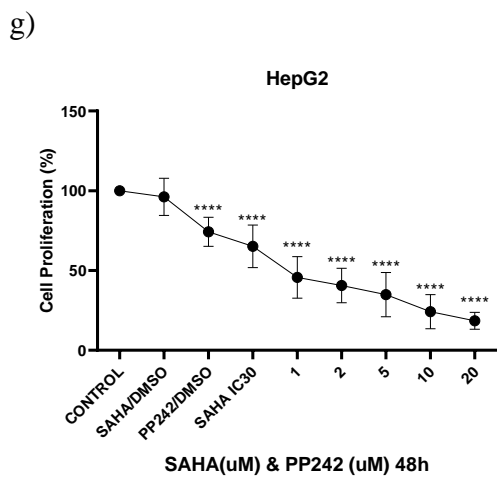 g)
HepG2
Cell Proliferation (%)
150
100
50
0
****
****
****
****
****
****
****
CONTROL
SAHA/DMSO
PP242/DMSO
SAHA IC30
1
2
5
10
20
SAHA(uM) & PP242 (uM) 48h